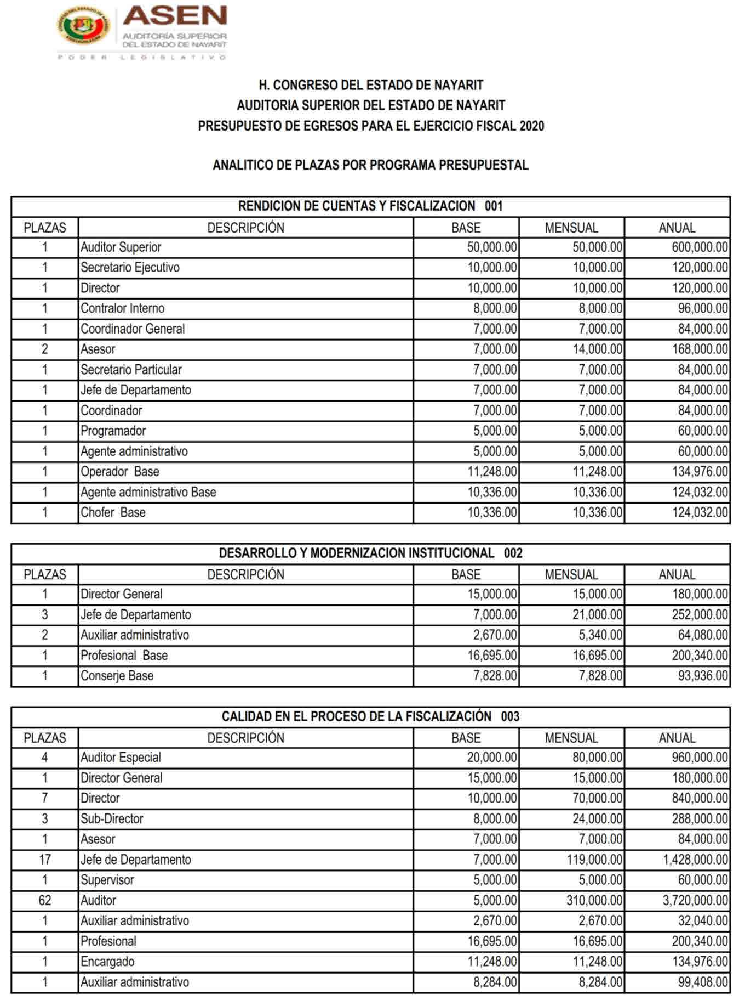 ASEN
AUDITORÍA SUPERIOR
DEL ESTADO DE NAYARIT
PODER LEGISLATIVO
H. CONGRESO DEL ESTADO DE NAYARIT
AUDITORIA SUPERIOR DEL ESTADO DE NAYARIT
PRESUPUESTO DE EGRESOS PARA EL EJERCICIO FISCAL 2020
ANALITICO DE PLAZAS POR PROGRAMA PRESUPUESTAL
RENDICION DE CUENTAS Y FISCALIZACION 001
PLAZAS DESCRIPCIÓN BASE MENSUAL ANUAL
1 Auditor Superior 50,000.00 50,000.00 600,000.00
1 Secretario Ejecutivo 10,000.00 10,000.00 120,000.00
1 Director 10,000.00 10,000.00 120,000.00
1 Contralor Interno 8,000.00 8,000.00 96,000.00
1 Coordinador General 7,000.00 7,000.00 84,000.00
2 Asesor 7,000.00 14,000.00 168,000.00
1 Secretario Particular 7,000.00 7,000.00 84,000.00
1 Jefe de Departamento 7,000.00 7,000.00 84,000.00
1 Coordinador 7,000.00 7,000.00 84,000.00
1 Programador 5,000.00 5,000.00 60,000.00
1 Agente administrativo 5,000.00 5,000.00 60,000.00
1 Operador Base 11,248.00 11,248.00 134,976.00
1 Agente administrativo Base 10,336.00 10,336.00 124,032.00
1 Chofer Base 10,336.00 10,336.00 124,032.00
DESARROLLO Y MODERNIZACION INSTITUCIONAL 002
PLAZAS DESCRIPCIÓN BASE MENSUAL ANUAL
1 Director General 15,000.00 15,000.00 180,000.00
3 Jefe de Departamento 7,000.00 21,000.00 252,000.00
2 Auxiliar administrativo 2,670.00 5,340.00 64,080.00
1 Profesional Base 16,695.00 16,695.00 200,340.00
1 Conserje Base 7,828.00 7,828.00 93,936.00
CALIDAD EN EL PROCESO DE LA FISCALIZACIÓN 003
PLAZAS DESCRIPCIÓN BASE MENSUAL ANUAL
4 Auditor Especial 20,000.00 80,000.00 960,000.00
1 Director General 15,000.00 15,000.00 180,000.00
7 Director 10,000.00 70,000.00 840,000.00
3 Sub-Director 8,000.00 24,000.00 288,000.00
1 Asesor 7,000.00 7,000.00 84,000.00
17 Jefe de Departamento 7,000.00 119,000.00 1,428,000.00
1 Supervisor 5,000.00 5,000.00 60,000.00
62 Auditor 5,000.00 310,000.00 3,720,000.00
1 Auxiliar administrativo 2,670.00 2,670.00 32,040.00
1 Profesional 16,695.00 16,695.00 200,340.00
1 Encargado 11,248.00 11,248.00 134,976.00
1 Auxiliar administrativo 8,284.00 8,284.00 99,408.00